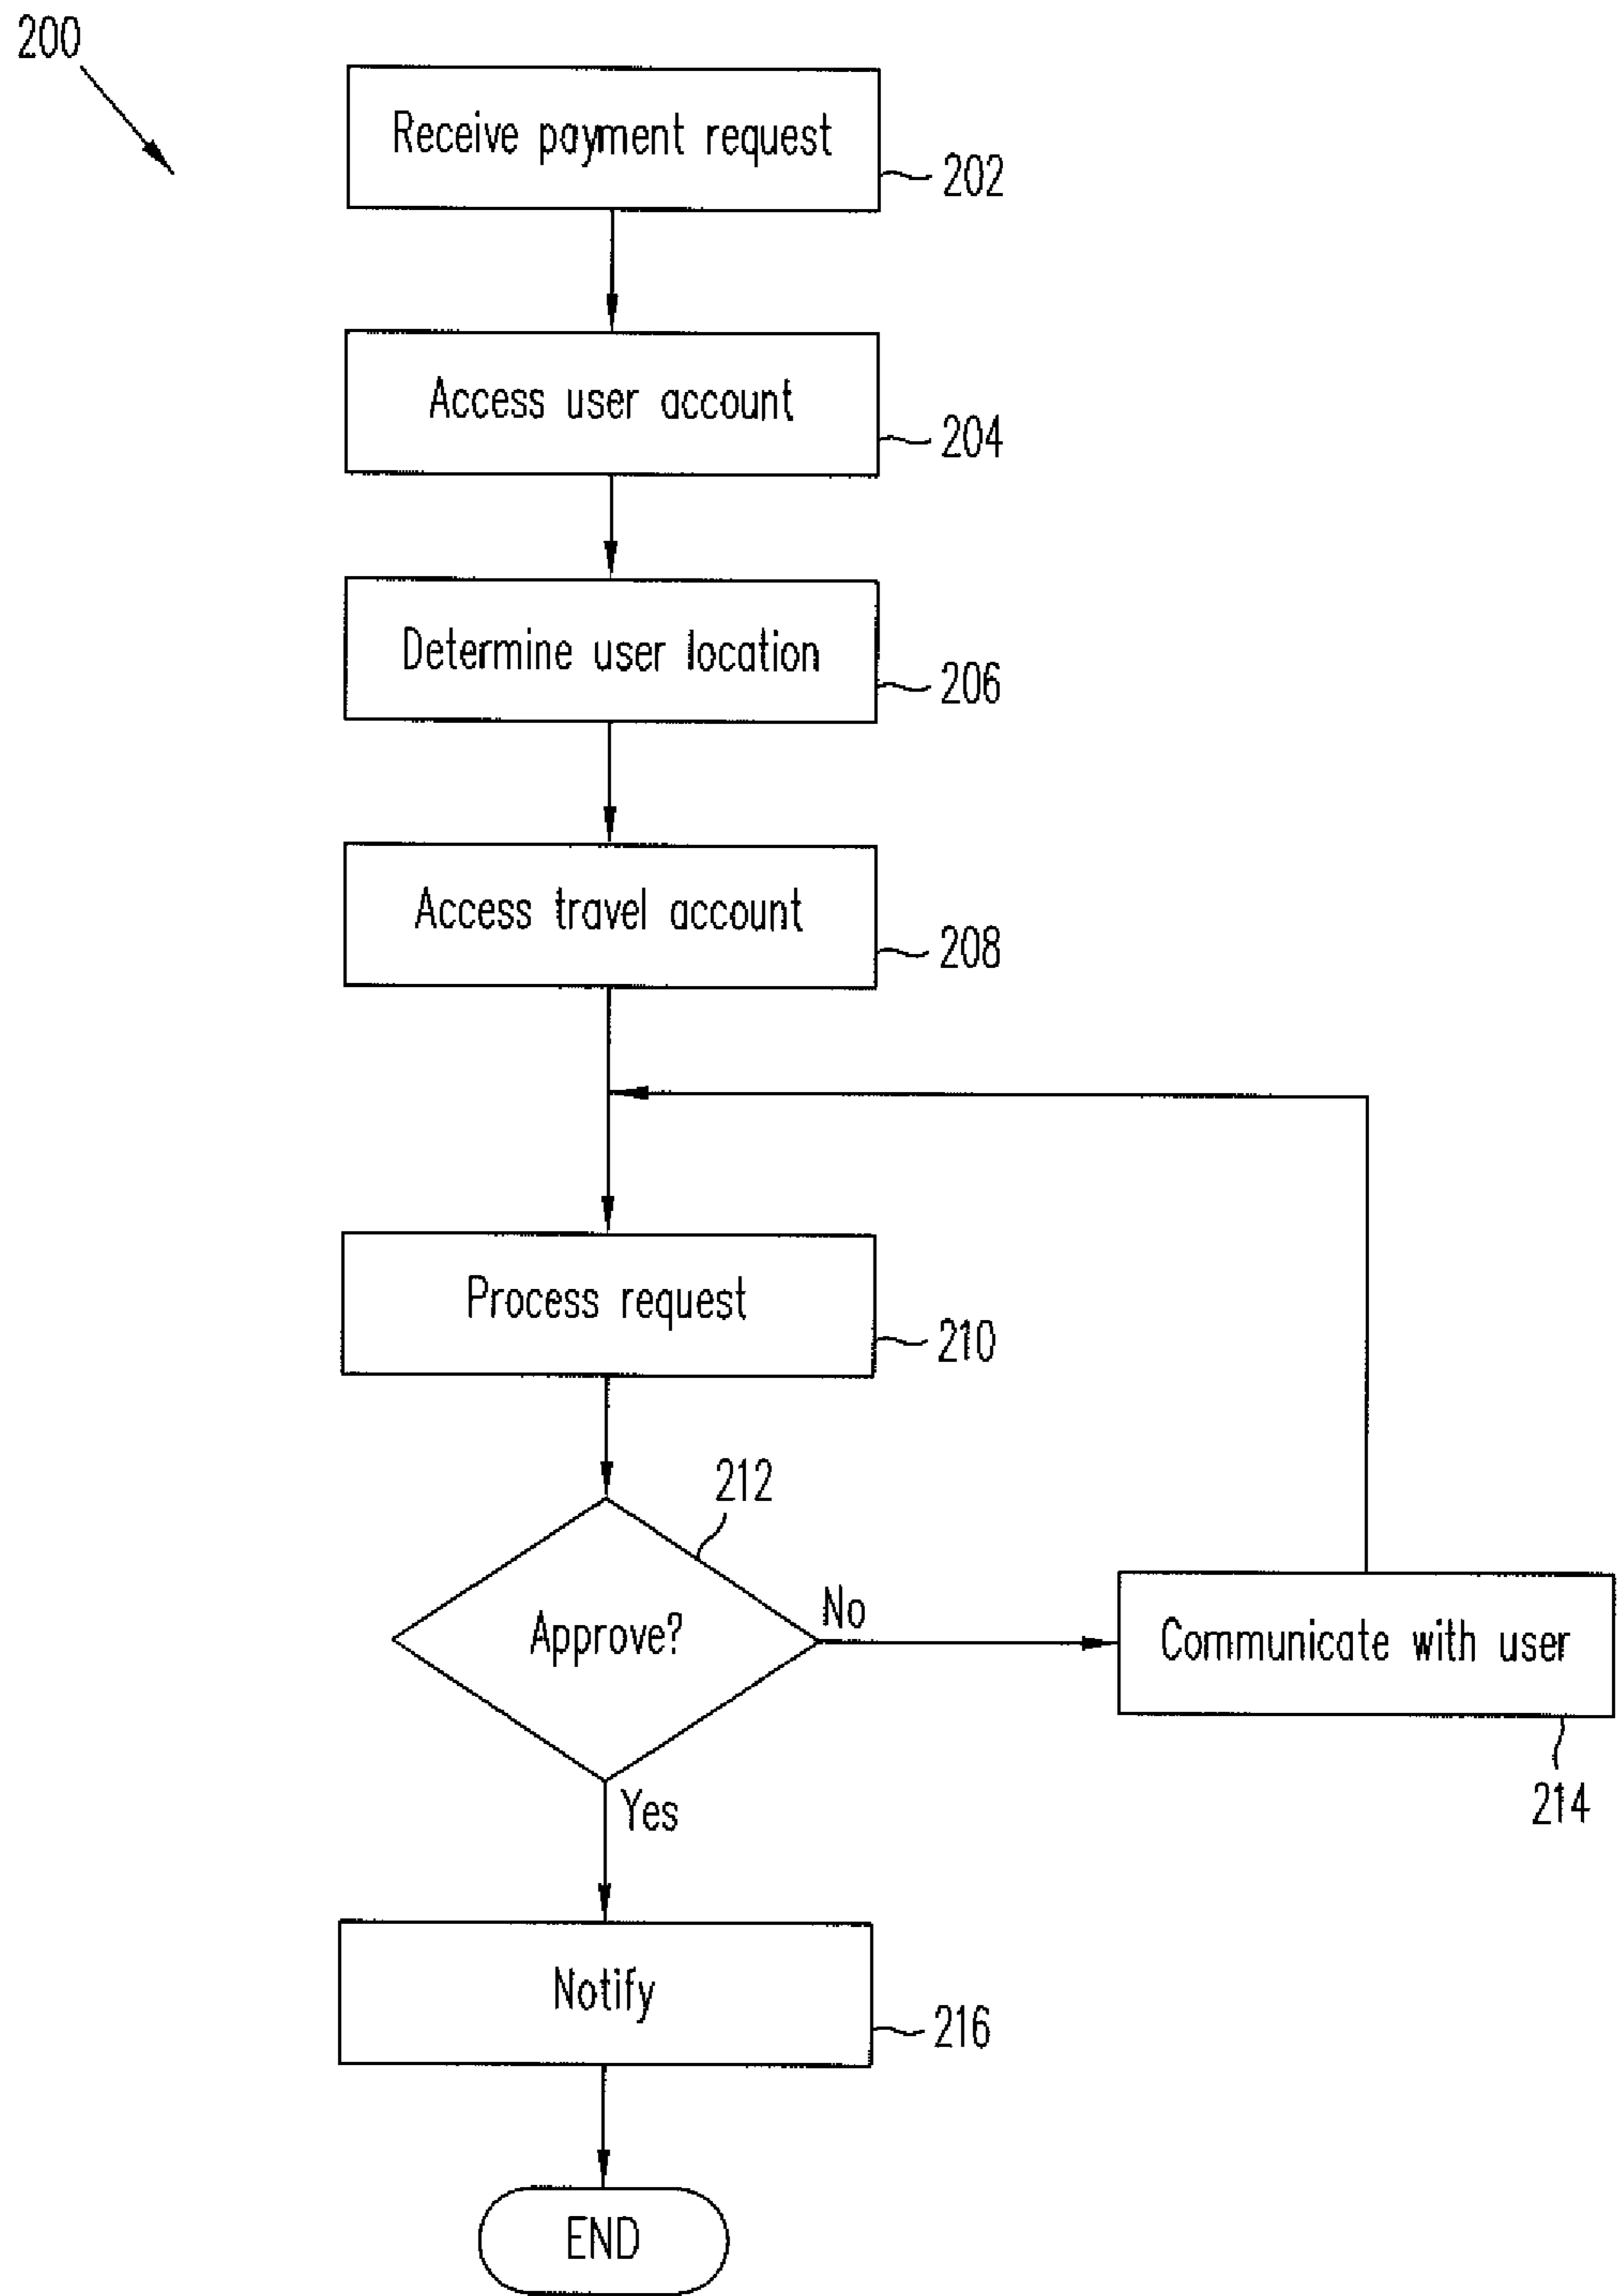 200
Receive payment request
202
Access user account
204
Determine user location
206
Access travel account
208
Process request
210
212
Approve?
No
Communicate with user
214
Yes
Notify
216
END